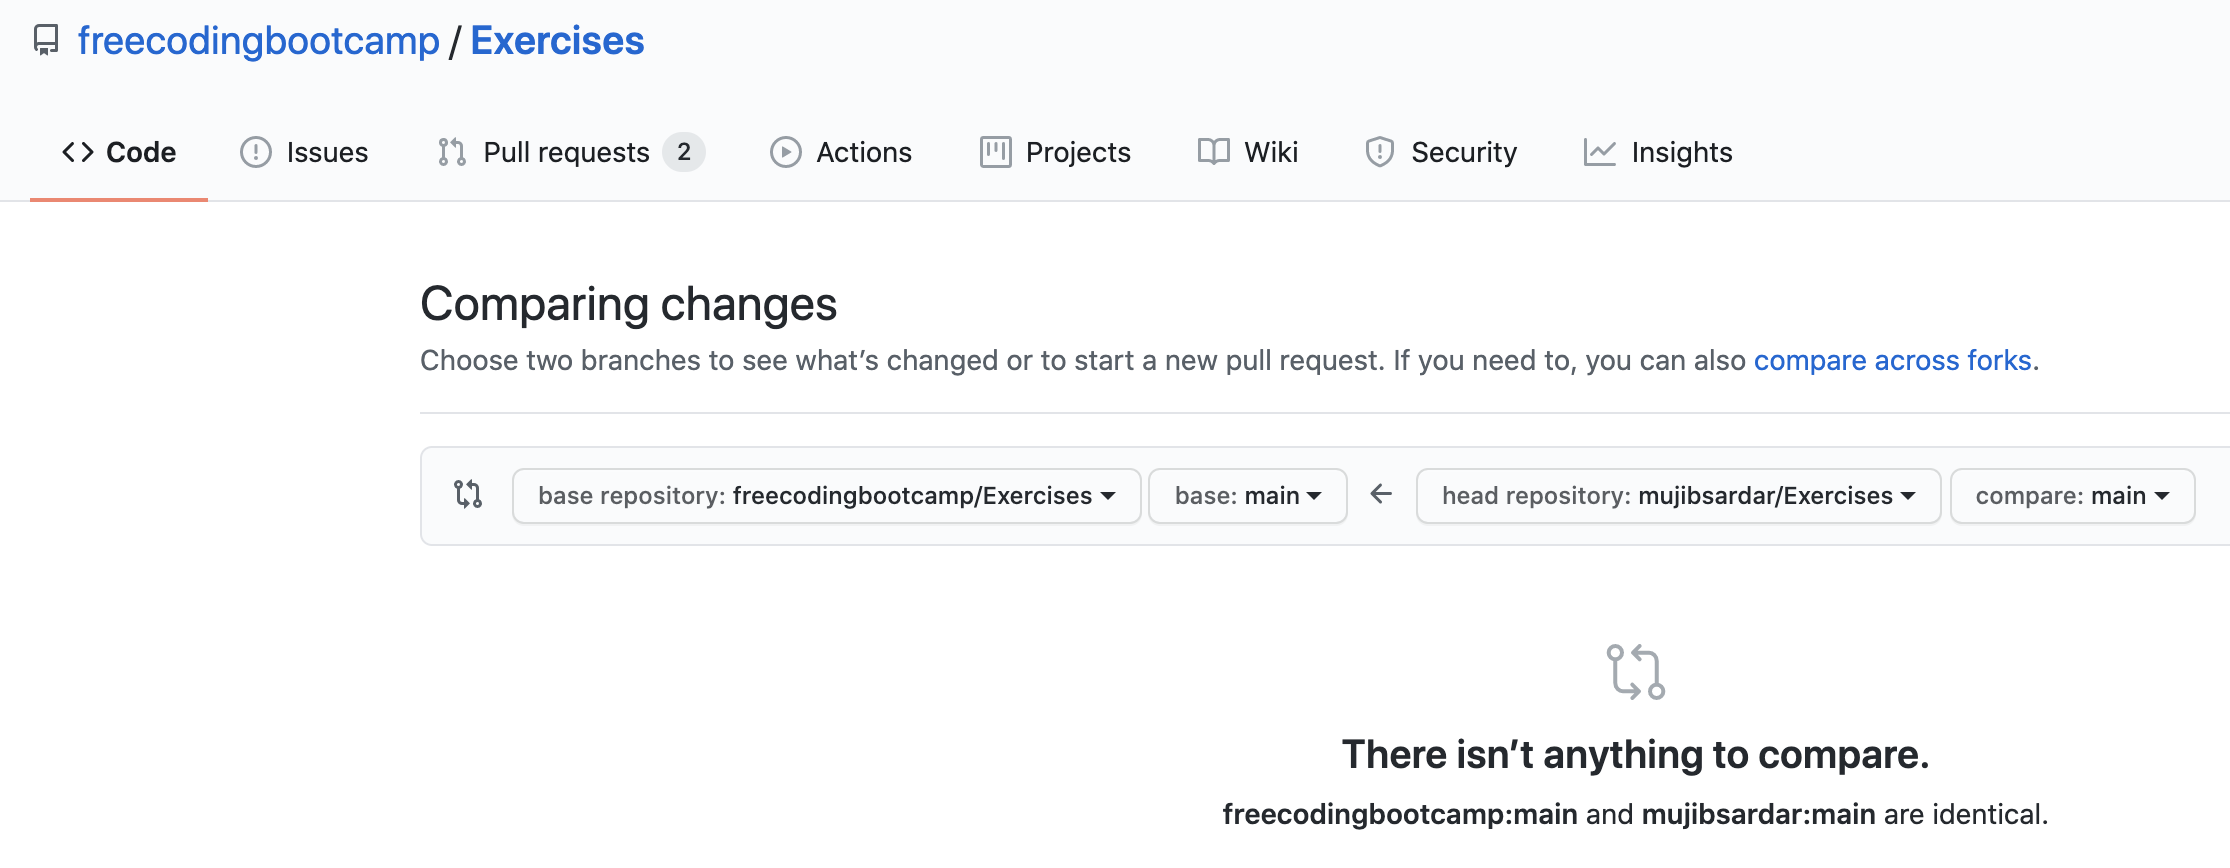 freecodingbootcamp / Exercises
Code Issues Pull requests 2 Actions Projects Wiki Security Insights
Comparing changes
Choose two branches to see what’s changed or to start a new pull request. If you need to, you can also compare across forks.
base repository: freecodingbootcamp/Exercises base: main head repository: mujibsardar/Exercises compare: main
There isn’t anything to compare.
freecodingbootcamp:main and mujibsardar:main are identical.